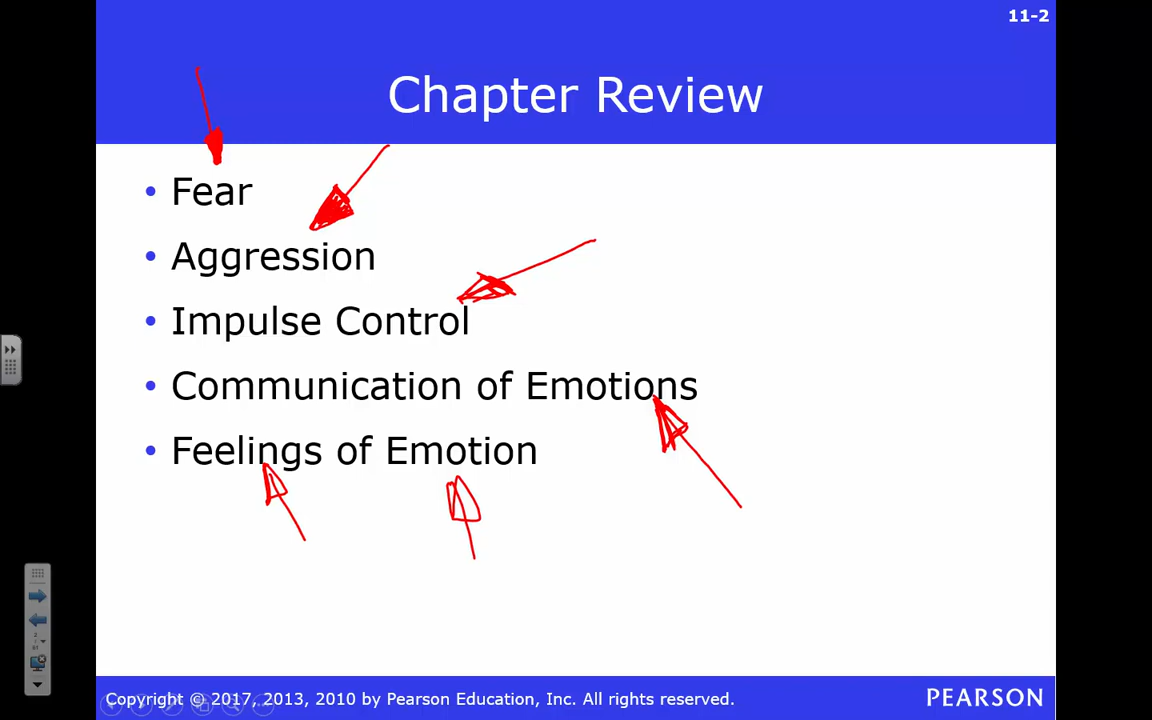 11-2
Chapter Review
• Fear
• Aggression
• Impulse Control
• Communication of Emotions
• Feelings of Emotion
Copyright © 2017, 2013, 2010 by Pearson Education, Inc. All rights reserved.
PEARSON